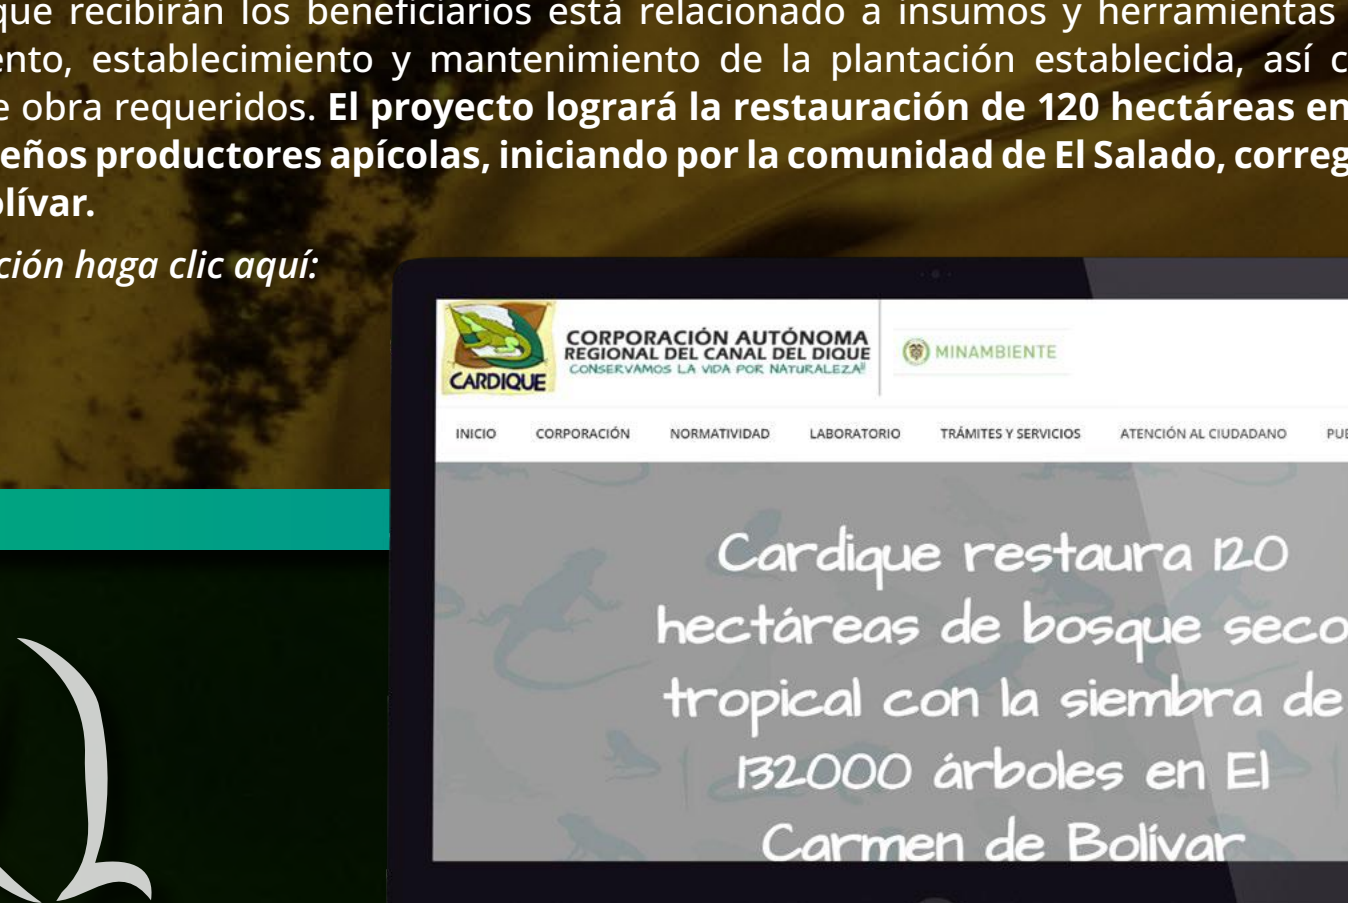 que recibirán los beneficiarios está relacionado a insumos y herramientas
ento, establecimiento y mantenimiento de la plantación establecida, así c
e obra requeridos. El proyecto logrará la restauración de 120 hectáreas en
eños productores apícolas, iniciando por la comunidad de El Salado, correg
olívar.
ción haga clic aquí:
CARDIQUE
CORPORACIÓN AUTÓNOMA
REGIONAL DEL CANAL DEL DIQUE
CONSERVAMOS LA VIDA POR NATURALEZA!!
MINAMBIENTE
INICIO CORPORACIÓN NORMATIVIDAD LABORATORIO TRÁMITES Y SERVICIOS ATENCIÓN AL CIUDADANO PUB
Cardique restaura 120
hectáreas de bosque seco
tropical con la siembra de
132000 árboles en El
Carmen de Bolívar